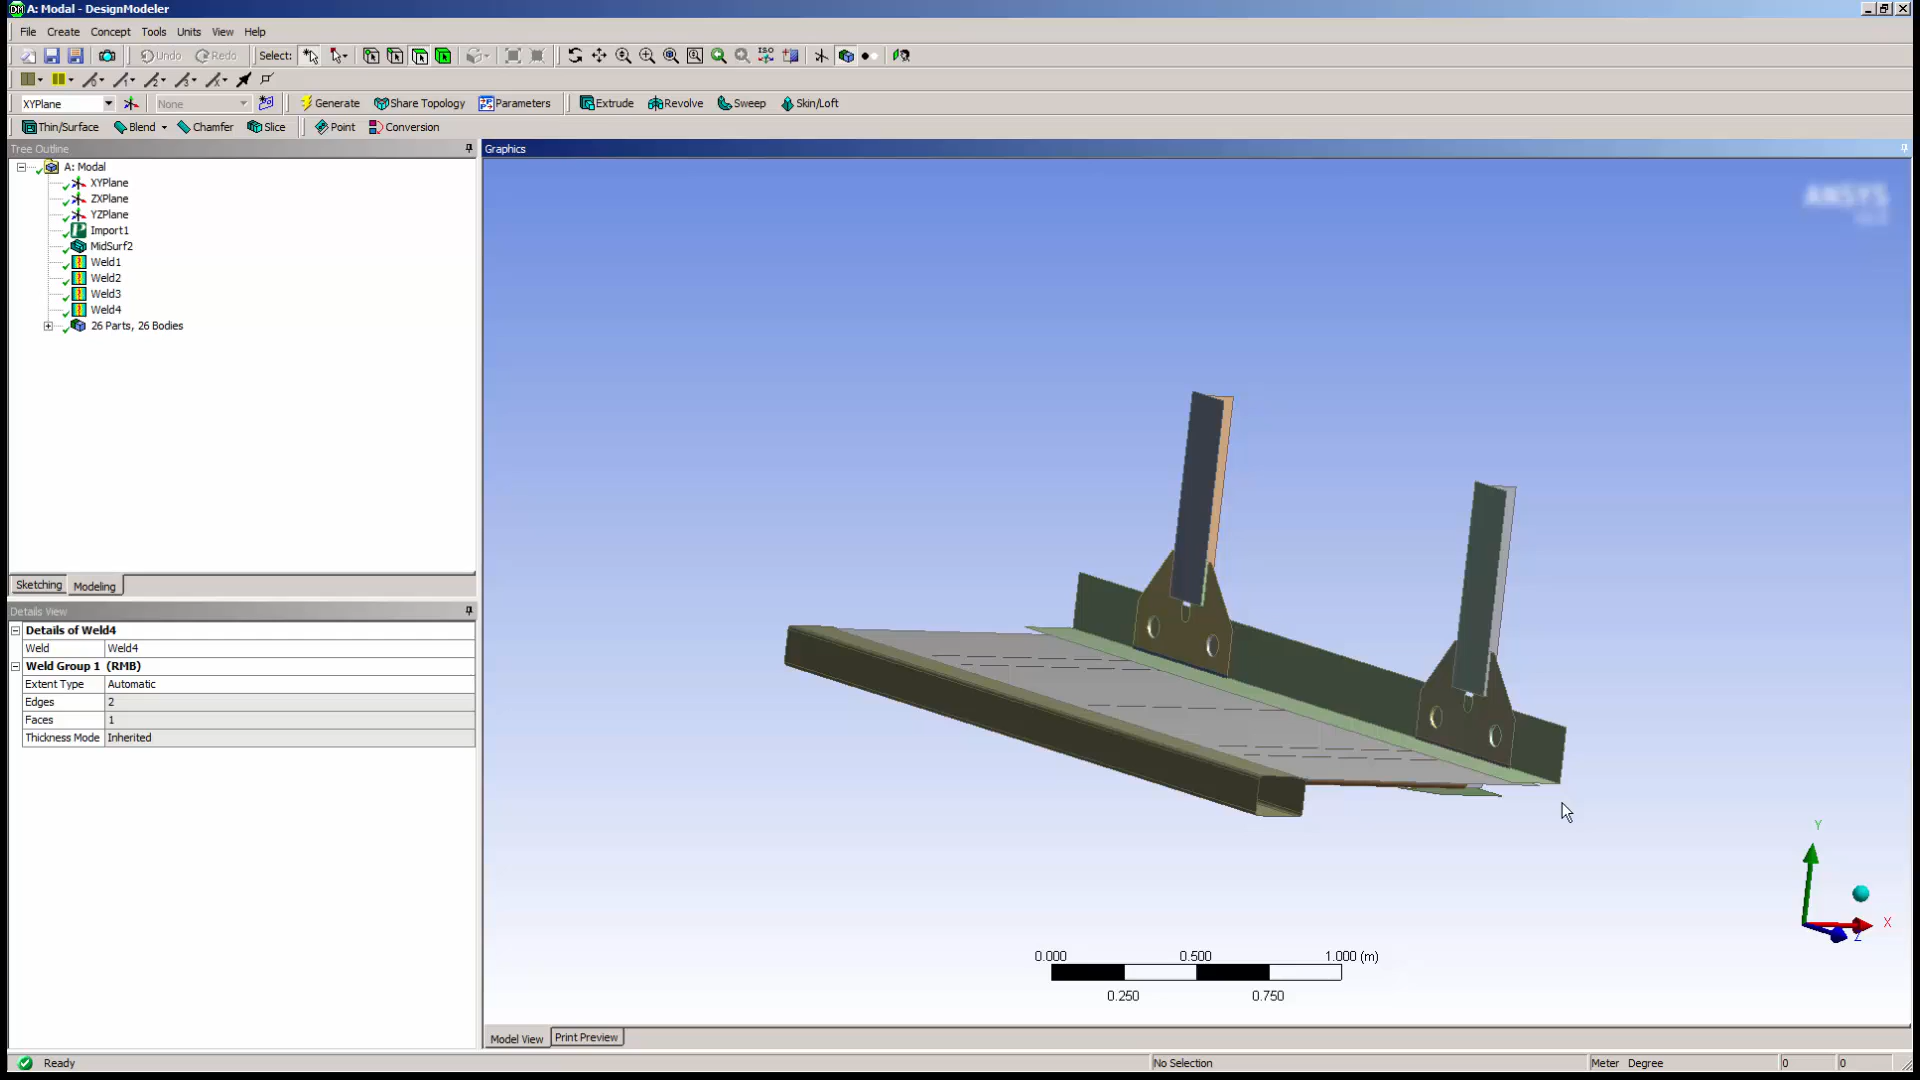 A: Modal - DesignModeler
File Create Concept Tools Units View Help
Undo Redo Select: ISO
XYPlane None Generate Share Topology Parameters Extrude Revolve Sweep Skin/Loft
Thin/Surface Blend Chamfer Slice Point Conversion
Tree Outline
A: Modal
XYPlane
ZXPlane
YZPlane
Import1
MidSurf2
Weld1
Weld2
Weld3
Weld4
26 Parts, 26 Bodies
Sketching Modeling
Details View
Details of Weld4
Weld Weld4
Weld Group 1 (RMB)
Extent Type Automatic
Edges 2
Faces 1
Thickness Mode Inherited
Graphics
ANSYS
Y
X
Z
0.000 0.500 1.000 (m)
0.250 0.750
Model View Print Preview
Ready No Selection Meter Degree 0 0